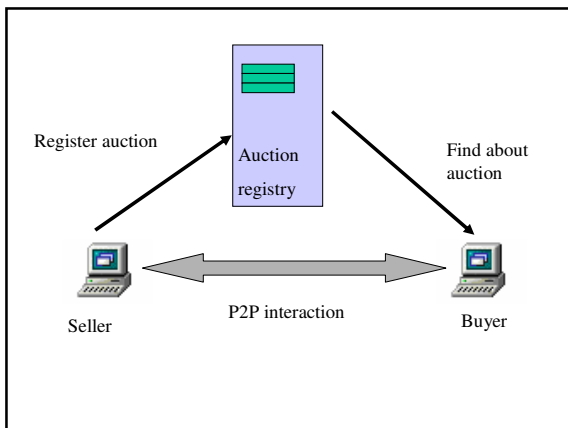 Register auction
Auction
registry
Find about
auction
Seller
P2P interaction
Buyer